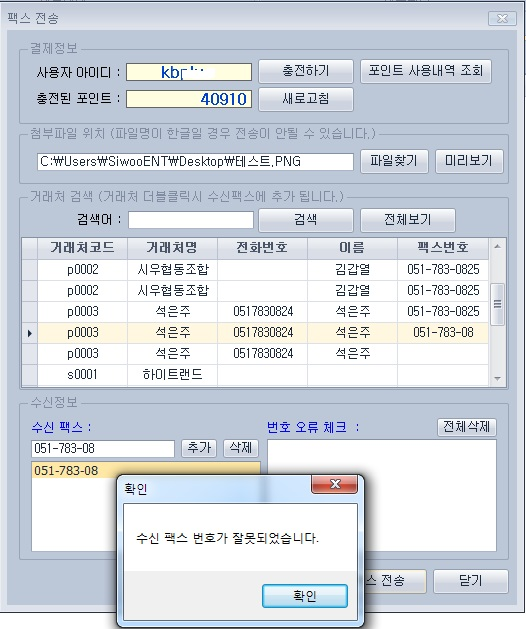 팩스 전송
결제정보
사용자 아이디 :
충전하기
포인트 사용내역 조회
충전된 포인트 : 40910
새로고침
첨부파일 위치 (파일명이 한글일 경우 전송이 안될 수 있습니다.)
C:₩Users₩SiwooENT₩Desktop₩테스트.PNG
파일찾기
미리보기
거래처 검색 (거래처 더블클릭시 수신팩스에 추가 됩니다.)
검색어 :
검색
전체보기
거래처코드 거래처명 전화번호 이름 팩스번호
p0002 시우협동조합 김갑열 051-783-0825
p0002 시우협동조합 김갑열 051-783-0825
p0003 석은주 0517830824 석은주 051-783-0825
p0003 석은주 0517830824 석은주 051-783-08
p0003 석은주 0517830824 석은주
s0001 하이트랜드
수신정보
수신 팩스 :
번호 오류 체크 :
전체삭제
051-783-08
추가
삭제
051-783-08
확인
수신 팩스 번호가 잘못되었습니다.
확인
스 전송
닫기